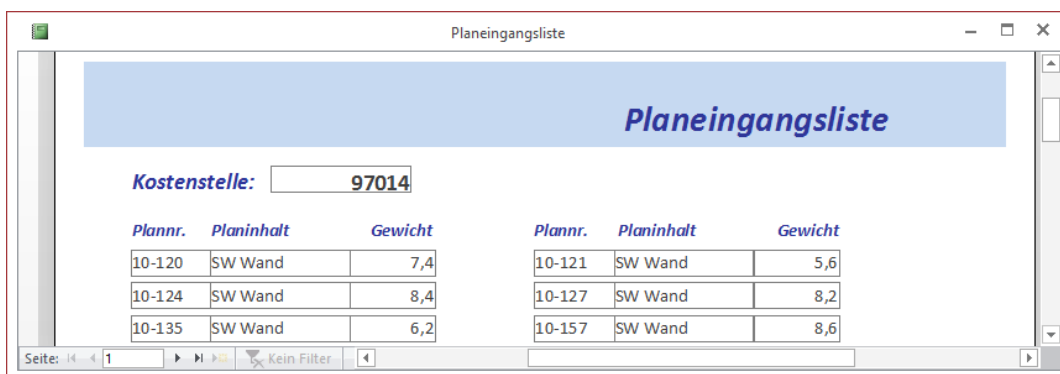 Planeingangsliste
Planeingangsliste
Kostenstelle: 97014
Plannr. Planinhalt Gewicht Plannr. Planinhalt Gewicht
10-120 SW Wand 7,4 10-121 SW Wand 5,6
10-124 SW Wand 8,4 10-127 SW Wand 8,2
10-135 SW Wand 6,2 10-157 SW Wand 8,6
Seite: 1 Kein Filter